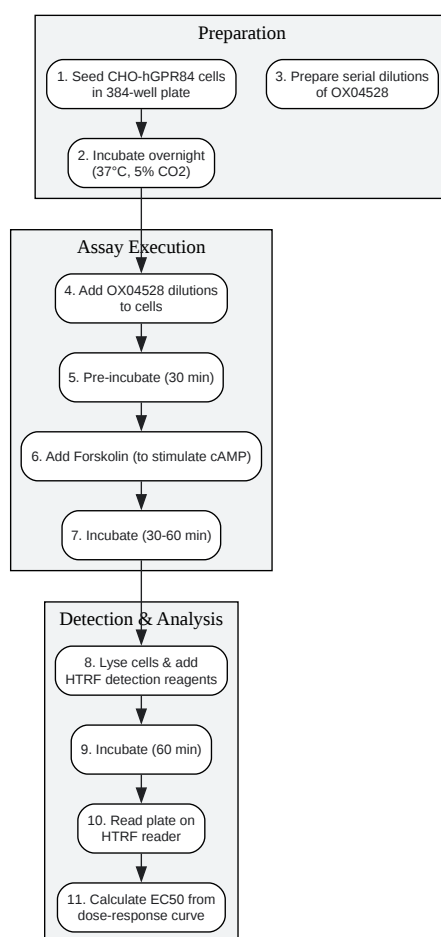 Preparation
1. Seed CHO-hGPR84 cells
in 384-well plate
3. Prepare serial dilutions
of OX04528
2. Incubate overnight
(37°C, 5% CO2)
Assay Execution
4. Add OX04528 dilutions
to cells
5. Pre-incubate (30 min)
6. Add Forskolin (to stimulate cAMP)
7. Incubate (30-60 min)
Detection & Analysis
8. Lyse cells & add
HTRF detection reagents
9. Incubate (60 min)
10. Read plate on
HTRF reader
11. Calculate EC50 from
dose-response curve